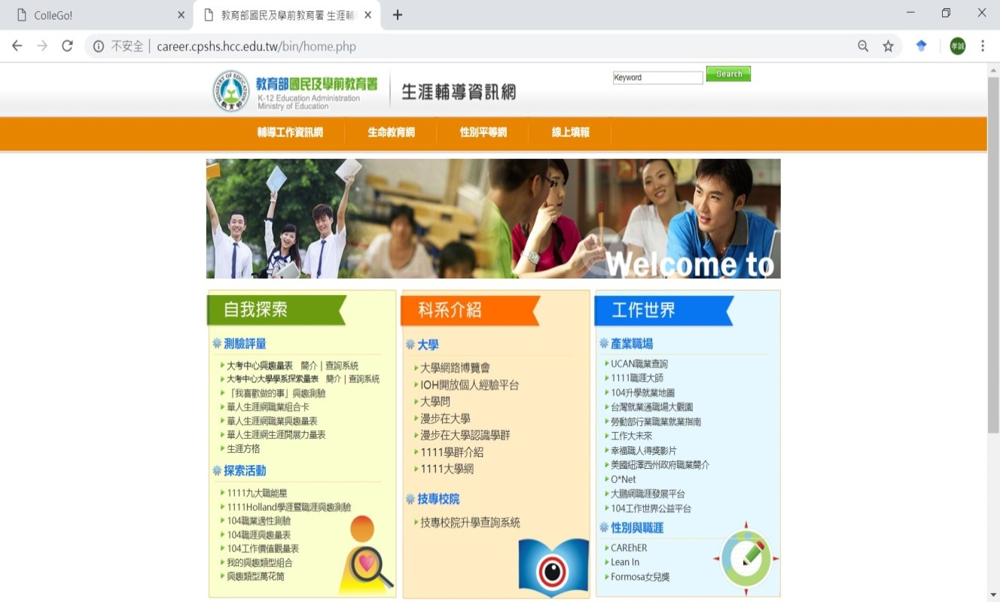 ColleGo!
教育部國民及學前教育署 生涯輔
不安全 | career.cpshs.hcc.edu.tw/bin/home.php
孝誠
MINISTRY OF EDUCATION
教育部國民及學前教育署
K-12 Education Administration
Ministry of Education
生涯輔導資訊網
Keyword
Search
輔導工作資訊網
生命教育網
性別平等網
線上填報
Welcome to
自我探索
測驗評量
大考中心興趣量表 簡介 | 查詢系統
大考中心大學學系探索量表 簡介 | 查詢系統
「我喜歡做的事」興趣測驗
華人生涯網職業組合卡
華人生涯網職業興趣量表
華人生涯網生涯開展力量表
生涯方格
探索活動
1111九大職能星
1111Holland學涯暨職涯興趣測驗
104職業適性測驗
104職涯興趣量表
104工作價值觀量表
我的興趣類型組合
興趣類型萬花筒
科系介紹
大學
大學網路博覽會
IOH開放個人經驗平台
大學問
漫步在大學
漫步在大學認識學群
1111學群介紹
1111大學網
技專校院
技專校院升學查詢系統
工作世界
產業職場
UCAN職業查詢
1111職涯大師
104升學就業地圖
台灣就業通職場大觀園
勞動部行業職業就業指南
工作大未來
幸福職人得獎影片
美國紐澤西州政府職業簡介
O*Net
大鵬網職涯發展平台
104工作世界公益平台
性別與職涯
CAREhER
Lean In
Formosa女兒獎